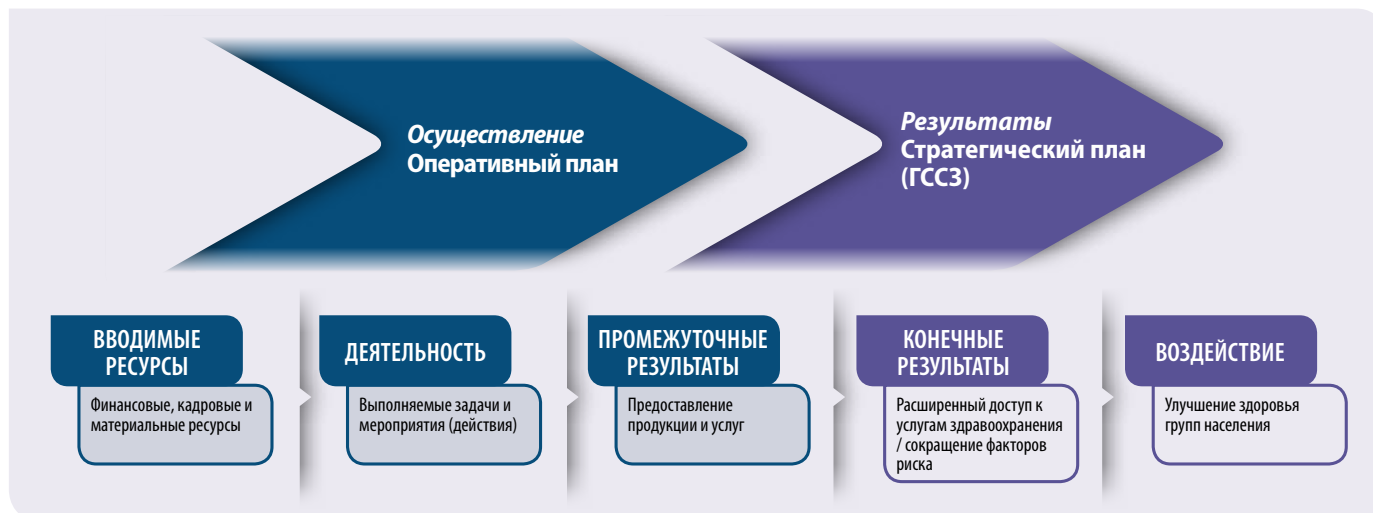 Осуществление
Оперативный план
Результаты
Стратегический план
(ГССЗ)
ВВОДИМЫЕ
РЕСУРСЫ
Финансовые, кадровые и
материальные ресурсы
ДЕЯТЕЛЬНОСТЬ
Выполняемые задачи и
мероприятия (действия)
ПРОМЕЖУТОЧНЫЕ
РЕЗУЛЬТАТЫ
Предоставление
продукции и услуг
КОНЕЧНЫЕ
РЕЗУЛЬТАТЫ
Расширенный доступ к
услугам здравоохранения
/ сокращение факторов
риска
ВОЗДЕЙСТВИЕ
Улучшение здоровья
групп населения